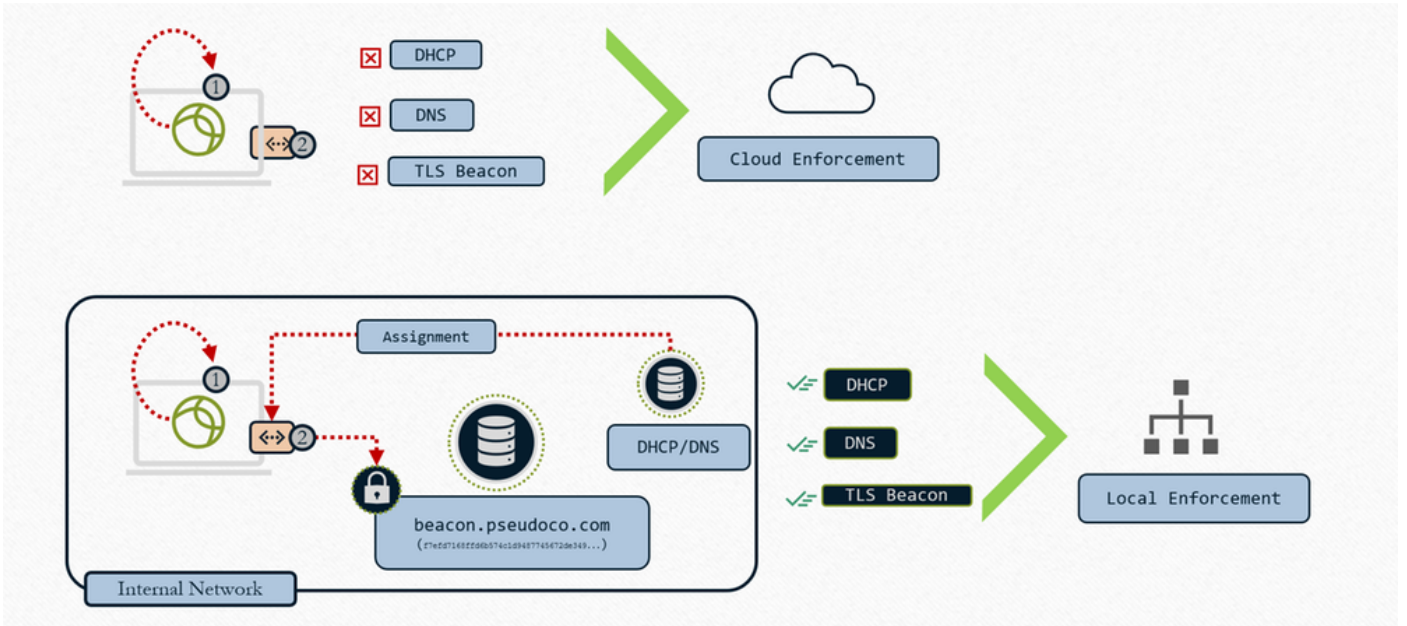 1
2
DHCP
DNS
TLS Beacon
Cloud Enforcement
Assignment
1
2
DHCP/DNS
beacon.pseudoco.com
(f7efd7168ffd6b574c1d9487745672de349...)
Internal Network
DHCP
DNS
TLS Beacon
Local Enforcement